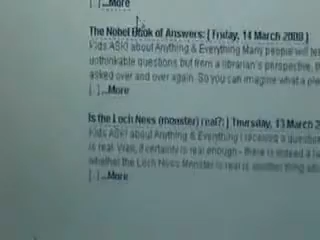 [.]...More
The Nobel Book of Answers: [ Friday, 14 March 2008 ]
Kids ASK! about Anything & Everything Many people will
unthinkable questions but from a librarian's perspective,
asked over and over again. So you can imagine what a
[.]...More
Is the Loch Ness (monster) real?: ] Thursday, 13 March 2
Kids ASK! about Anything & Everything I received a question
is real. Well, if certainty is real enough - there is indeed a
whether the Loch Ness Monster is real is another thing
[.]...More